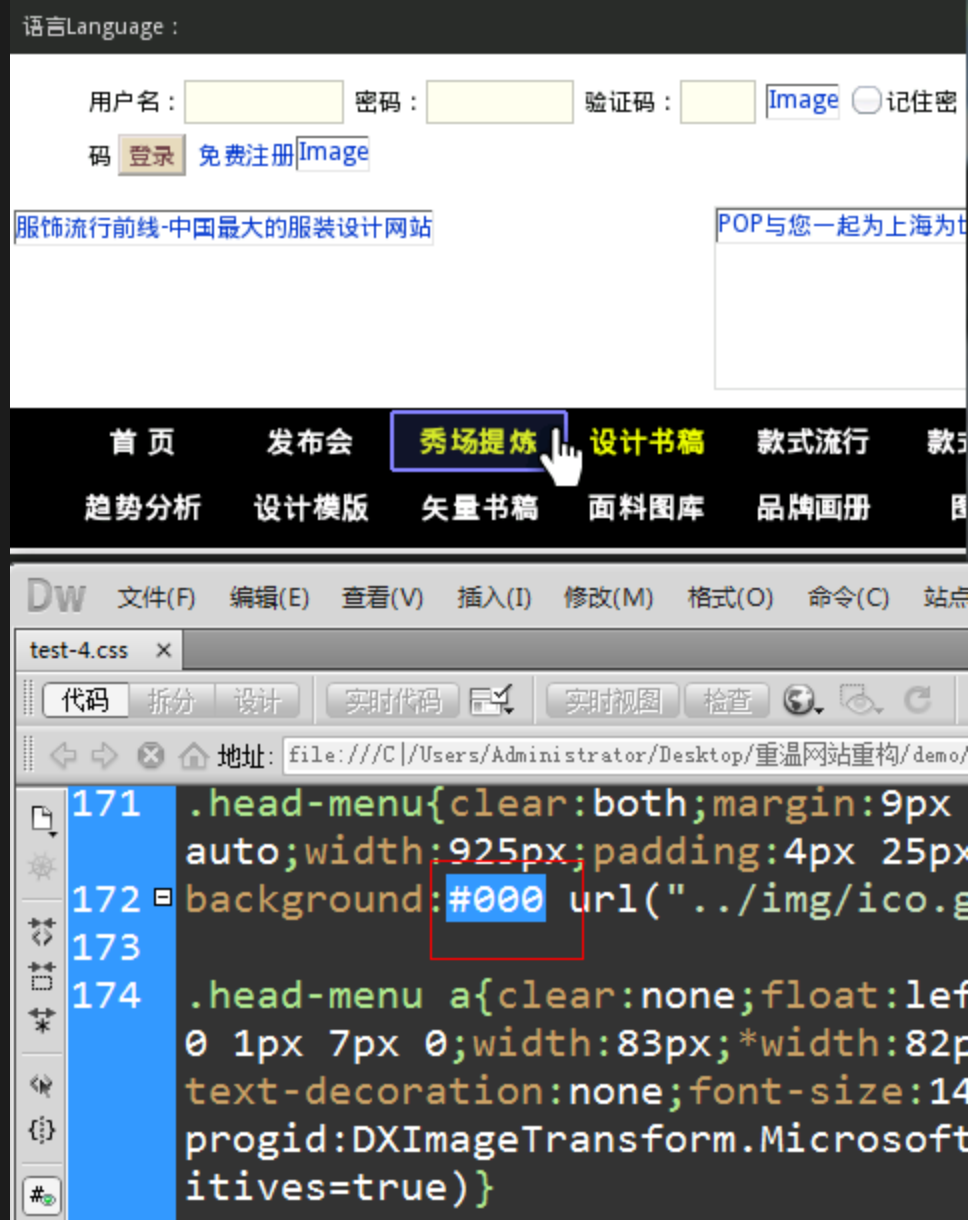 语言Language：
用户名： 密码： 验证码： Image 记住密
码 登录 免费注册 Image
服饰流行前线-中国最大的服装设计网站 POP与您一起为上海为
首 页 发布会 秀场提炼 设计书稿 款式流行 款
趋势分析 设计模版 矢量书稿 面料图库 品牌画册
Dw 文件(F) 编辑(E) 查看(V) 插入(I) 修改(M) 格式(O) 命令(C) 站点
test-4.css ×
代码 拆分 设计 实时代码 实时视图 检查
地址: file:///C|/Users/Administrator/Desktop/重温网站重构/demo/
171 .head-menu{clear:both;margin:9px
auto;width:925px;padding:4px 25px
172 background:#000 url("../img/ico.g
173
174 .head-menu a{clear:none;float:lef
0 1px 7px 0;width:83px;*width:82p
text-decoration:none;font-size:14
progid:DXImageTransform.Microsoft
itives=true)}